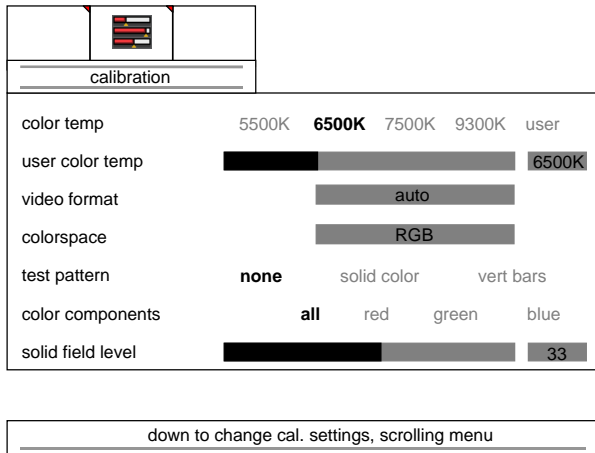 calibration
color temp 5500K 6500K 7500K 9300K user
user color temp 6500K
video format auto
colorspace RGB
test pattern none solid color vert bars
color components all red green blue
solid field level 33
down to change cal. settings, scrolling menu